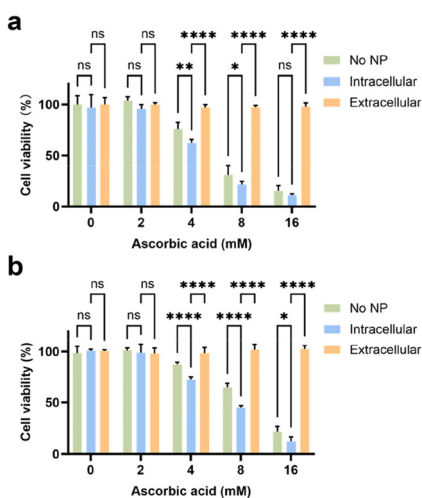 a
ns ns **** **** ****
ns ns ** * ns
No NP
Intracellular
Extracellular
Cell viability (%)
100
50
0
0 2 4 8 16
Ascorbic acid (mM)
b
ns ns **** **** ****
ns ns **** **** *
No NP
Intracellular
Extracellular
Cell viability (%)
100
50
0
0 2 4 8 16
Ascorbic acid (mM)